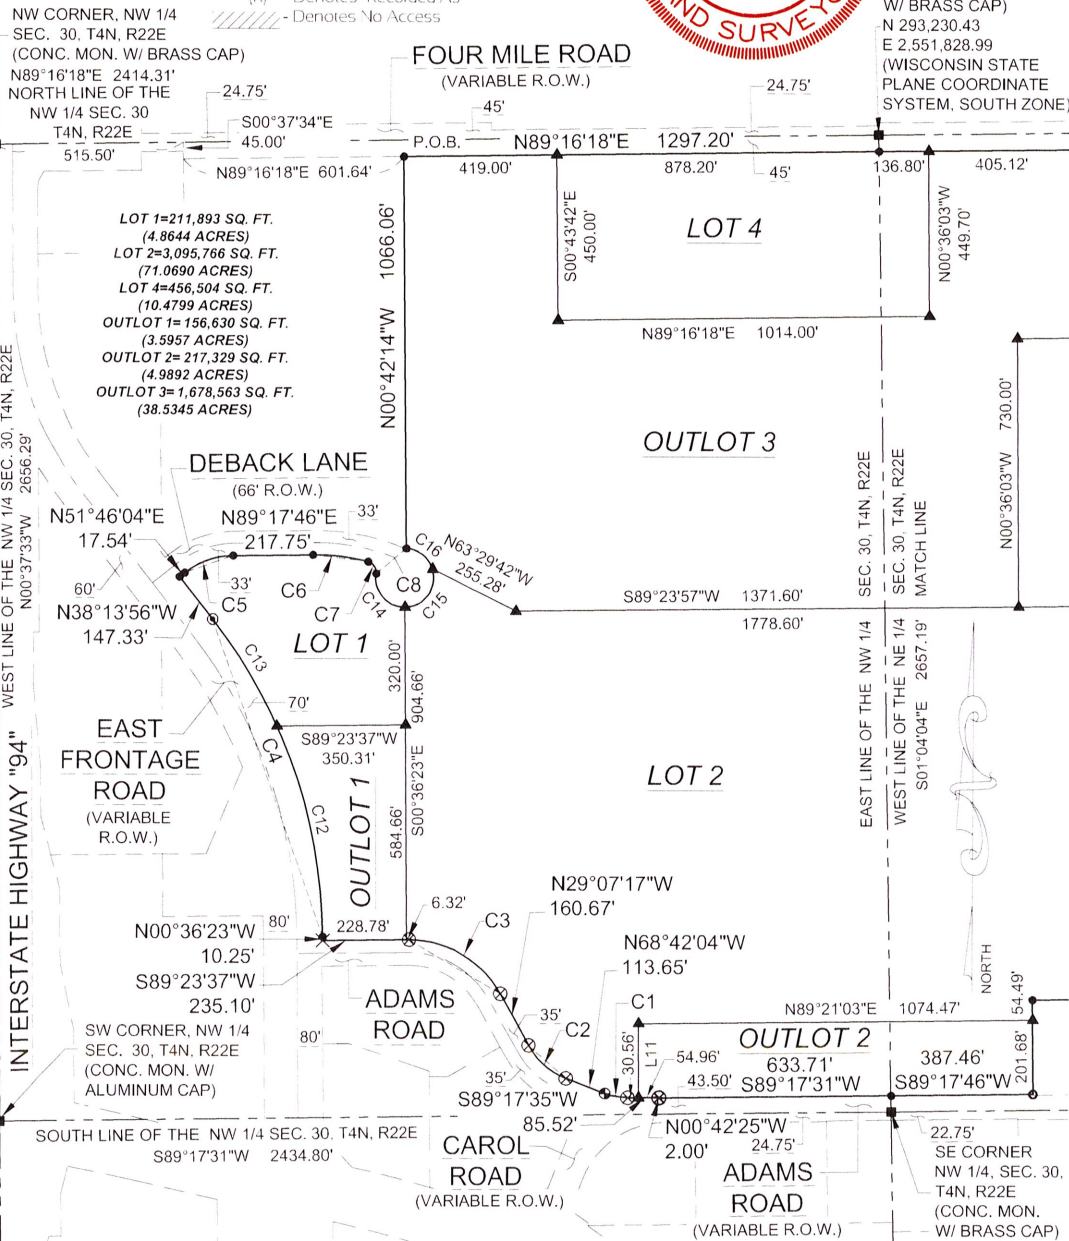 (R) - Denotes "Recorded As"
- Denotes No Access
NW CORNER, NW 1/4
SEC. 30, T4N, R22E
(CONC. MON. W/ BRASS CAP)
N89°16'18"E 2414.31'
NORTH LINE OF THE
NW 1/4 SEC. 30
T4N, R22E
515.50'
24.75'
S00°37'34"E
45.00'
N89°16'18"E 601.64'
FOUR MILE ROAD
(VARIABLE R.O.W.)
45'
P.O.B.
N89°16'18"E 1297.20'
419.00'
878.20'
45'
24.75'
AND SURVEYO
W/ BRASS CAP)
N 293,230.43
E 2,551,828.99
(WISCONSIN STATE
PLANE COORDINATE
SYSTEM, SOUTH ZONE)
136.80'
405.12'
LOT 1=211,893 SQ. FT.
(4.8644 ACRES)
LOT 2=3,095,766 SQ. FT.
(71.0690 ACRES)
LOT 4=456,504 SQ. FT.
(10.4799 ACRES)
OUTLOT 1= 156,630 SQ. FT.
(3.5957 ACRES)
OUTLOT 2= 217,329 SQ. FT.
(4.9892 ACRES)
OUTLOT 3= 1,678,563 SQ. FT.
(38.5345 ACRES)
N00°42'14"W 1066.06'
S00°43'42"E
450.00'
LOT 4
N00°36'03"W
449.70'
N89°16'18"E 1014.00'
OUTLOT 3
N00°36'03"W 730.00'
WEST LINE OF THE NW 1/4 SEC. 30, T4N, R22E
N00°37'33"W 2656.29'
INTERSTATE HIGHWAY "94"
DEBACK LANE
(66' R.O.W.)
N51°46'04"E
17.54'
N89°17'46"E
217.75'
33'
33'
60'
N38°13'56"W
147.33'
C5
C6
C7
C8
C14
C15
C16
N63°29'42"W
255.28'
S89°23'57"W 1371.60'
1778.60'
EAST LINE OF THE NW 1/4 SEC. 30, T4N, R22E
WEST LINE OF THE NE 1/4 SEC. 30, T4N, R22E
S01°04'04"E 2657.19' MATCH LINE
LOT 1
C13
70'
320.00'
904.66'
S00°36'23"E
584.66'
S89°23'37"W
350.31'
C4
C12
OUTLOT 1
LOT 2
EAST
FRONTAGE
ROAD
(VARIABLE
R.O.W.)
NORTH
N00°36'23"W
10.25'
80'
228.78'
6.32'
S89°23'37"W
235.10'
C3
N29°07'17"W
160.67'
N68°42'04"W
113.65'
C1
C2
35'
35'
ADAMS
ROAD
80'
SW CORNER, NW 1/4
SEC. 30, T4N, R22E
(CONC. MON. W/
ALUMINUM CAP)
SOUTH LINE OF THE NW 1/4 SEC. 30, T4N, R22E
S89°17'31"W 2434.80'
N89°21'03"E 1074.47'
54.49'
OUTLOT 2
30.56'
L11
54.96'
633.71'
43.50'
S89°17'31"W
387.46'
S89°17'46"W
201.68'
S89°17'35"W
85.52'
N00°42'25"W
2.00'
24.75'
CAROL
ROAD
(VARIABLE R.O.W.)
ADAMS
ROAD
(VARIABLE R.O.W.)
22.75'
SE CORNER
NW 1/4, SEC. 30,
T4N, R22E
(CONC. MON.
W/ BRASS CAP)